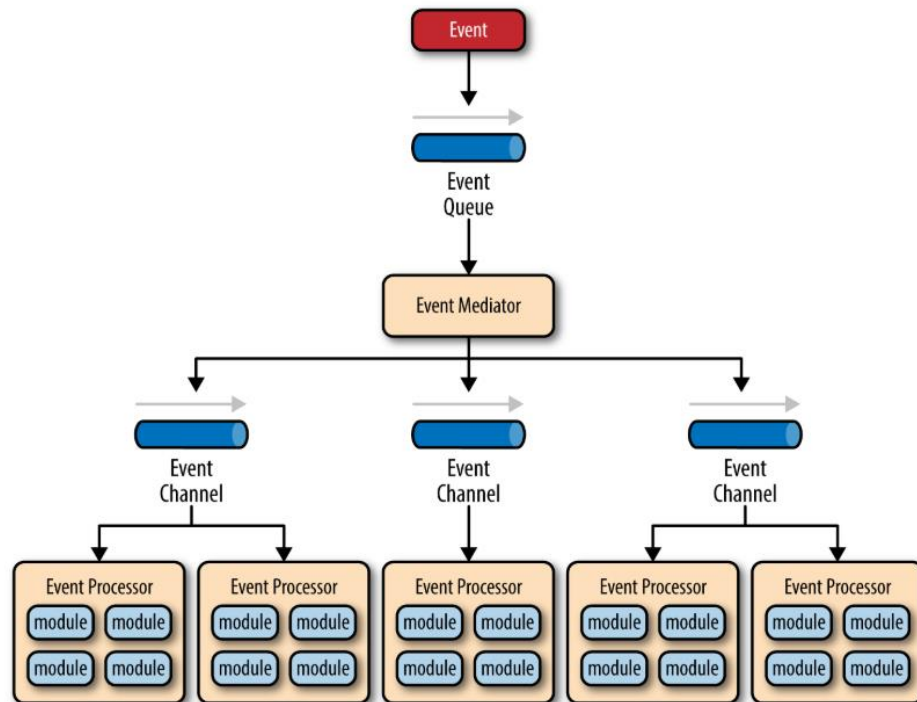 Event
Event
Queue
Event Mediator
Event
Channel
Event
Channel
Event
Channel
Event Processor
module module
module module
Event Processor
module module
module module
Event Processor
module module
module module
Event Processor
module module
module module
Event Processor
module module
module module